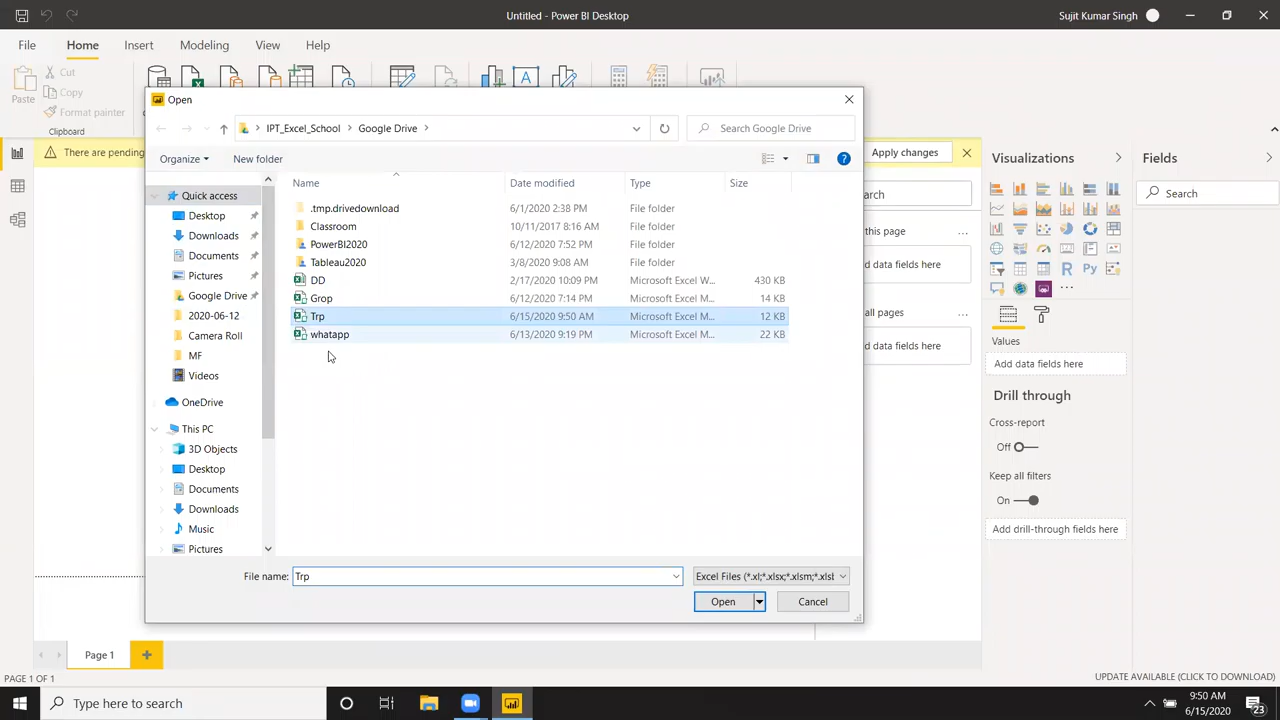 Untitled - Power BI Desktop
Sujit Kumar Singh
File
Home
Insert
Modeling
View
Help
Paste
Cut
Copy
Format painter
Clipboard
There are pending
Apply changes
Open
IPT_Excel_School
Google Drive
Search Google Drive
Organize
New folder
Name
Date modified
Type
Size
Quick access
Desktop
Downloads
Documents
Pictures
Google Drive
2020-06-12
Camera Roll
MF
Videos
OneDrive
This PC
3D Objects
Desktop
Documents
Downloads
Music
Pictures
.tmp.drivedownload 6/1/2020 2:38 PM File folder
Classroom 10/11/2017 8:16 AM File folder
PowerBI2020 6/12/2020 7:52 PM File folder
Tableau2020 3/8/2020 9:08 AM File folder
DD 2/17/2020 10:09 PM Microsoft Excel W... 430 KB
Grop 6/12/2020 7:14 PM Microsoft Excel M... 14 KB
Trp 6/15/2020 9:50 AM Microsoft Excel M... 12 KB
whatapp 6/13/2020 9:19 PM Microsoft Excel M... 22 KB
File name:
Trp
Excel Files (*.xl;*.xlsx;*.xlsm;*.xlsb
Open
Cancel
arch
this page
...
data fields here
all pages
...
data fields here
Visualizations
R
Py
...
Values
Add data fields here
Drill through
Cross-report
Off
Keep all filters
On
Add drill-through fields here
Fields
Search
Page 1
PAGE 1 OF 1
UPDATE AVAILABLE (CLICK TO DOWNLOAD)
Type here to search
9:50 AM
6/15/2020
23